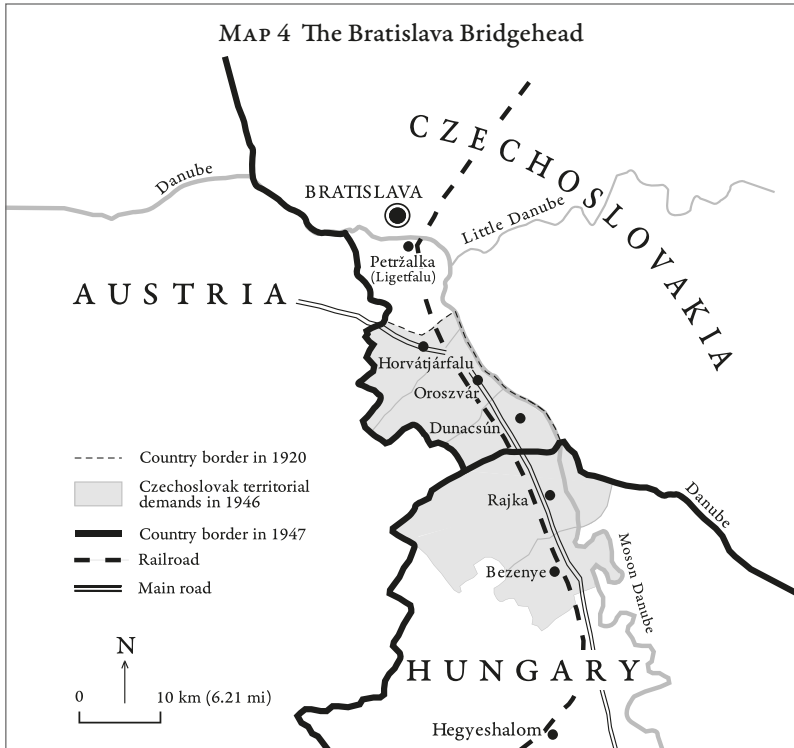 MAP 4 The Bratislava Bridgehead
CZECHOSLOVAKIA
Danube
BRATISLAVA
Little Danube
Petržalka
(Ligetfalu)
AUSTRIA
Horvátjárfalu
Oroszvár
Dunacsún
Country border in 1920
Czechoslovak territorial
demands in 1946
Country border in 1947
Railroad
Main road
Rajka
Danube
Moson Danube
Bezenye
N
0 10 km (6.21 mi)
HUNGARY
Hegyeshalom